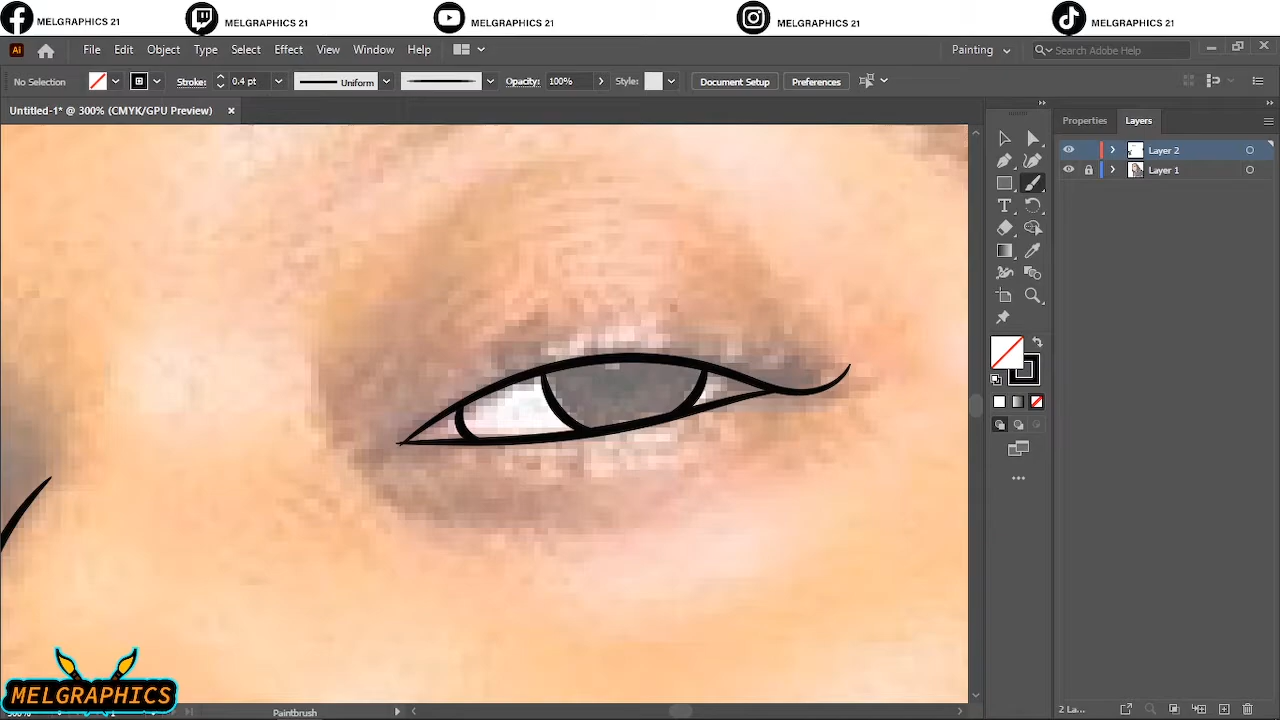 MELGRAPHICS 21 MELGRAPHICS 21 MELGRAPHICS 21 MELGRAPHICS 21 MELGRAPHICS 21
Ai File Edit Object Type Select Effect View Window Help Painting Search Adobe Help
No Selection Stroke: 0.4 pt Uniform Opacity: 100% Style: Document Setup Preferences
Untitled-1* @ 300% (CMYK/GPU Preview)
Properties Layers
Layer 2
Layer 1
MELGRAPHICS
Paintbrush
2 La...